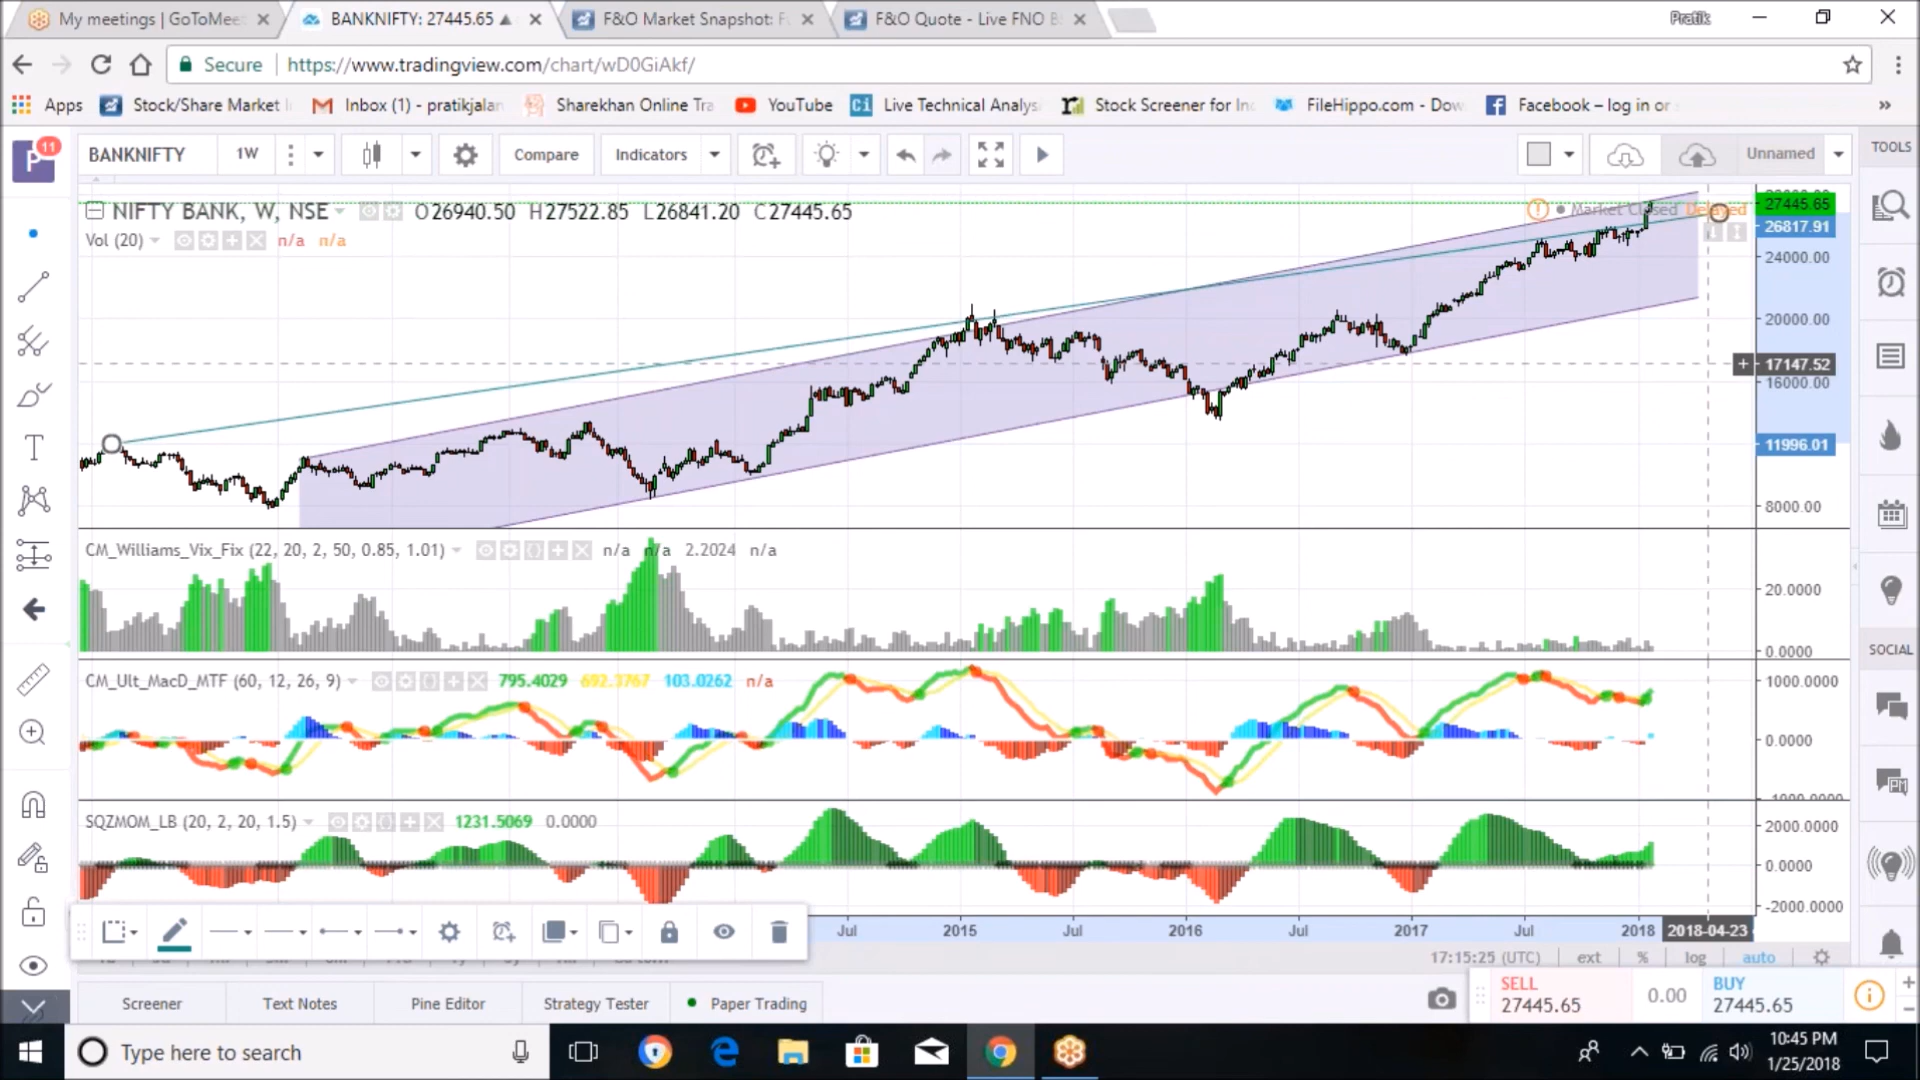 My meetings | GoToMee
BANKNIFTY: 27445.65 ▲
F&O Market Snapshot: F
F&O Quote - Live FNO B
Pratik
Secure
https://www.tradingview.com/chart/wD0GiAkf/
Apps
Stock/Share Market
Inbox (1) - pratikjalan
Sharekhan Online Tra
YouTube
Live Technical Analys
Stock Screener for In
FileHippo.com - Dow
Facebook – log in or
»
P
11
BANKNIFTY
1W
Compare
Indicators
Unnamed
TOOLS
NIFTY BANK, W, NSE
O26940.50 H27522.85 L26841.20 C27445.65
Market Closed
Delayed
Vol (20)
n/a n/a
27445.65
26817.91
24000.00
20000.00
17147.52
16000.00
11996.01
8000.00
CM_Williams_Vix_Fix (22, 20, 2, 50, 0.85, 1.01)
n/a n/a 2.2024 n/a
20.0000
0.0000
SOCIAL
CM_Ult_MacD_MTF (60, 12, 26, 9)
795.4029 692.3767 103.0262 n/a
1000.0000
0.0000
SQZMOM_LB (20, 2, 20, 1.5)
1231.5069 0.0000
2000.0000
0.0000
-2000.0000
Jul 2015 Jul 2016 Jul 2017 Jul 2018 2018-04-23
17:15:25 (UTC) ext % log auto
Screener
Text Notes
Pine Editor
Strategy Tester
Paper Trading
SELL
27445.65
0.00
BUY
27445.65
Type here to search
10:45 PM
1/25/2018